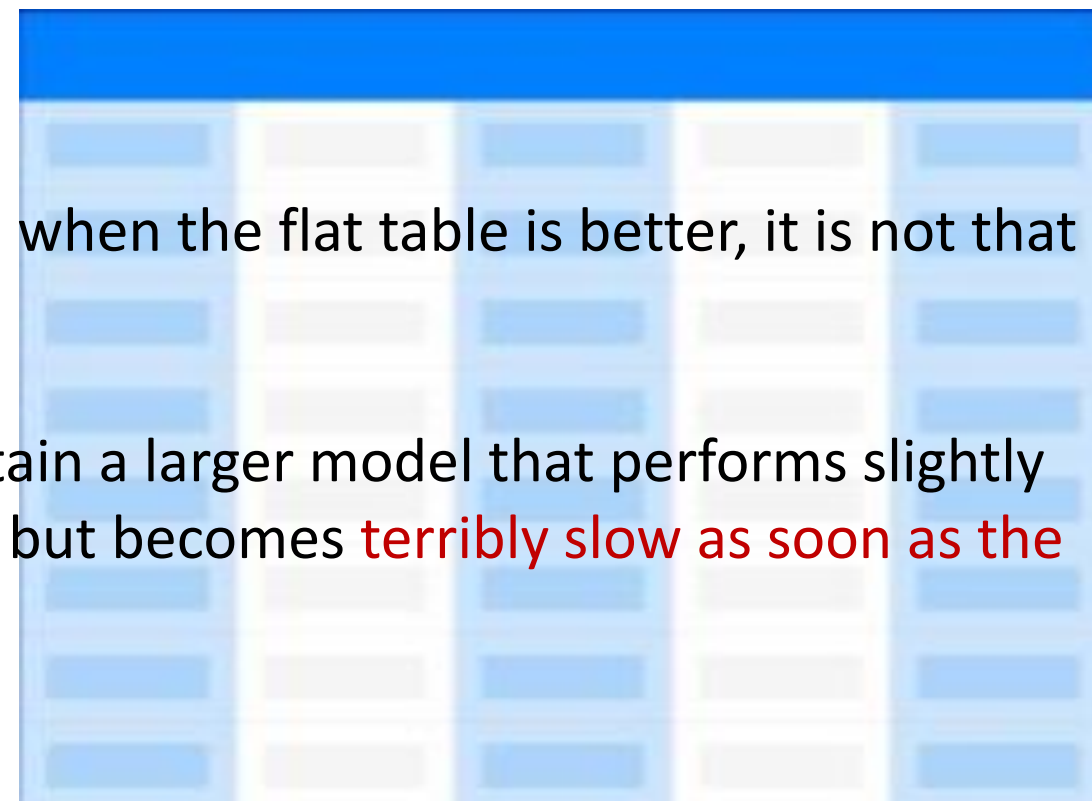 when the flat table is better, it is not that
tain a larger model that performs slightly
but becomes terribly slow as soon as the